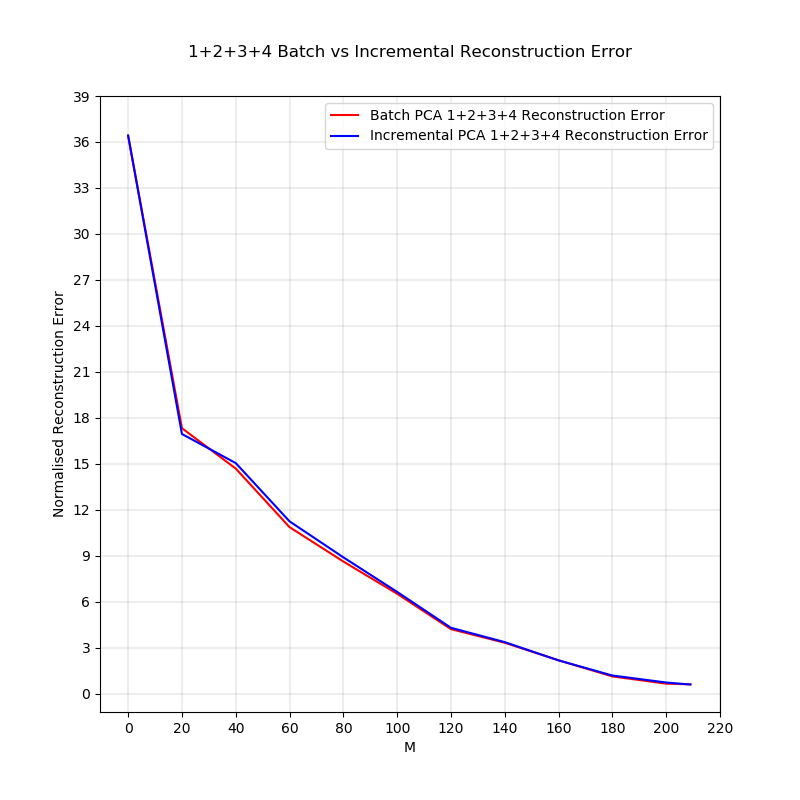 1+2+3+4 Batch vs Incremental Reconstruction Error
Batch PCA 1+2+3+4 Reconstruction Error
Incremental PCA 1+2+3+4 Reconstruction Error
Normalised Reconstruction Error
39
36
33
30
27
24
21
18
15
12
9
6
3
0
0 20 40 60 80 100 120 140 160 180 200 220
M